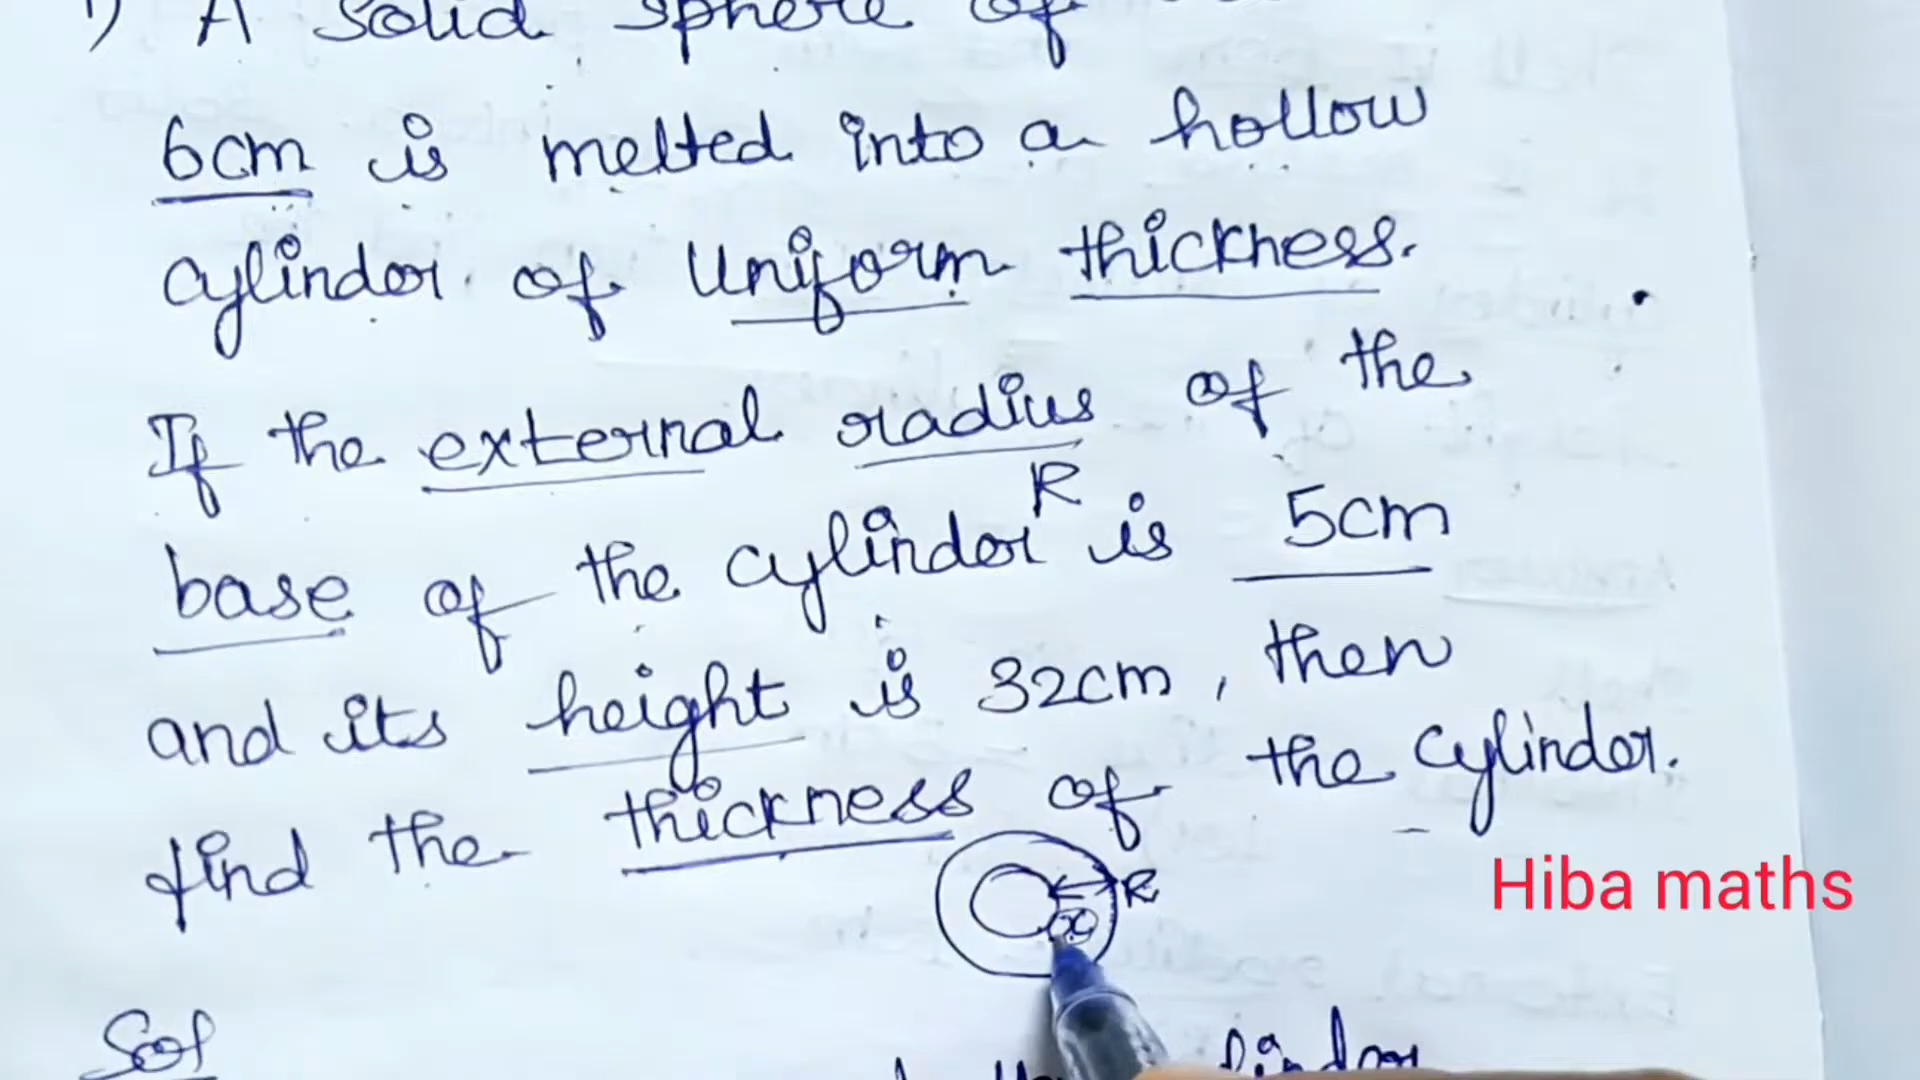 1) A solid sphere of
6cm is melted into a hollow
cylinder of Uniform thickness.
If the external radius of the
R
base of the cylinder is 5cm
and its height is 32cm, then
find the thickness of the cylinder.
R
x
Hiba maths
Sol